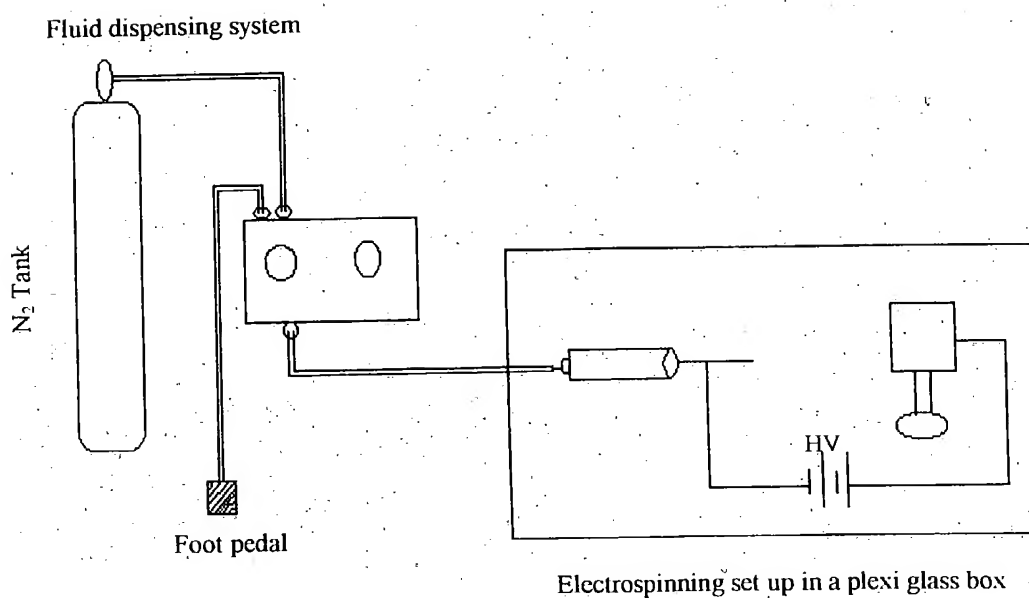 Fluid dispensing system
N₂ Tank
HV
Foot pedal
Electrospinning set up in a plexi glass box